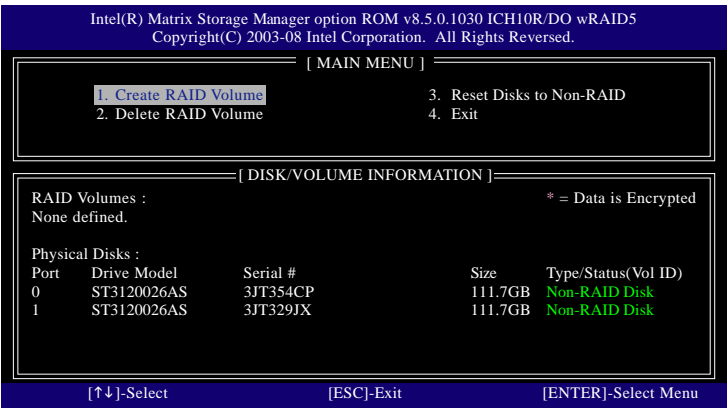 Intel(R) Matrix Storage Manager option ROM v8.5.0.1030 ICH10R/DO wRAID5
Copyright(C) 2003-08 Intel Corporation. All Rights Reversed.
[ MAIN MENU ]
1. Create RAID Volume 3. Reset Disks to Non-RAID
2. Delete RAID Volume 4. Exit
[ DISK/VOLUME INFORMATION ]
RAID Volumes : * = Data is Encrypted
None defined.
Physical Disks :
Port Drive Model Serial # Size Type/Status(Vol ID)
0 ST3120026AS 3JT354CP 111.7GB Non-RAID Disk
1 ST3120026AS 3JT329JX 111.7GB Non-RAID Disk
[↑↓]-Select [ESC]-Exit [ENTER]-Select Menu